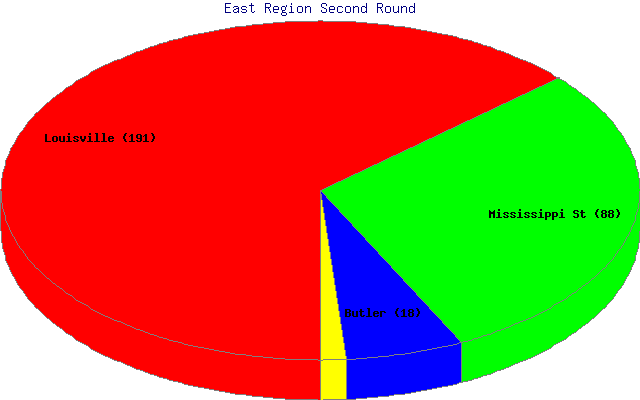 East Region Second Round
Louisville (191)
Mississippi St (88)
Butler (18)